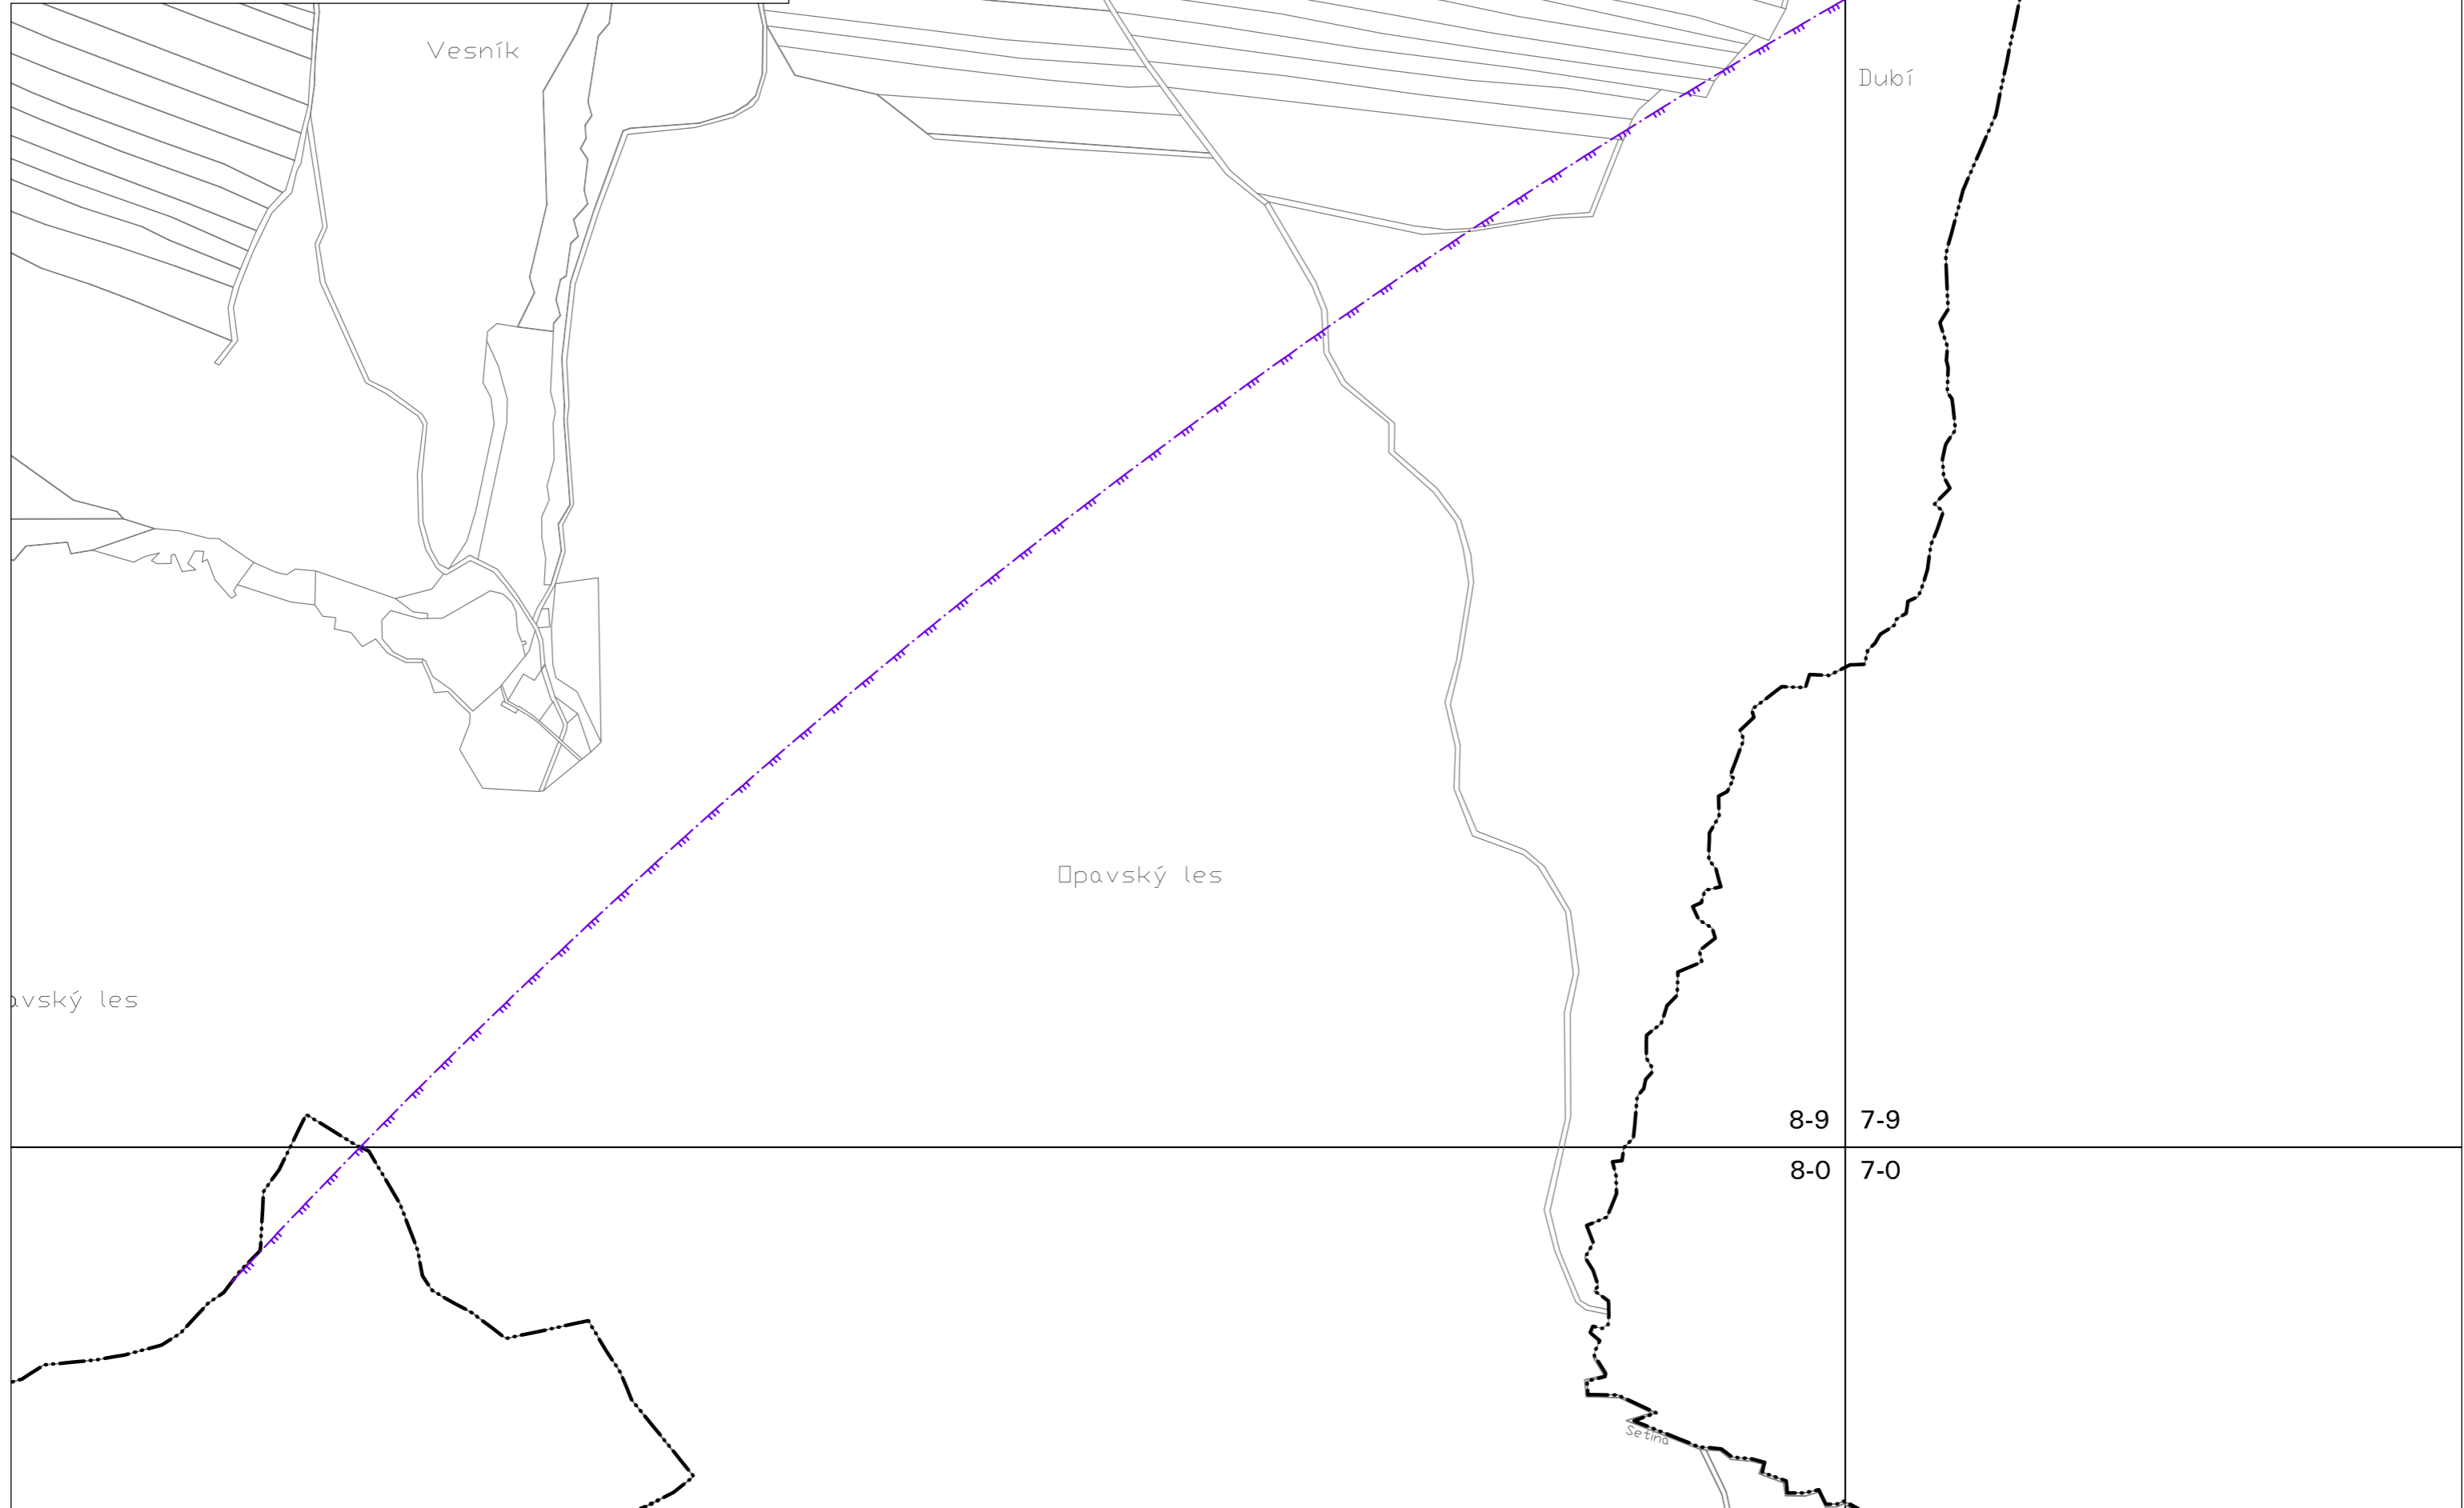 Vesník
Dubí
Opavský les
avský les
8-9 7-9
8-0 7-0
Setina